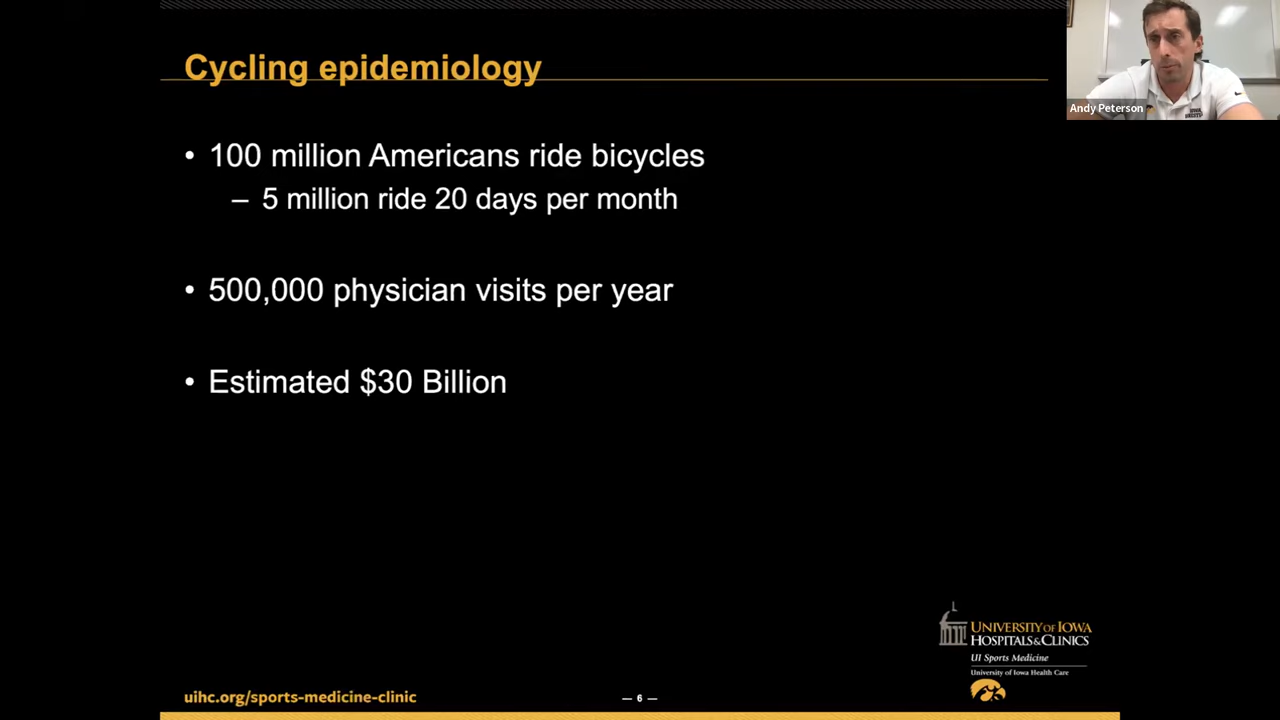 Cycling epidemiology
Andy Peterson
• 100 million Americans ride bicycles
– 5 million ride 20 days per month
• 500,000 physician visits per year
• Estimated $30 Billion
UNIVERSITY OF IOWA
HOSPITALS & CLINICS
UI Sports Medicine
University of Iowa Health Care
uihc.org/sports-medicine-clinic
— 6 —